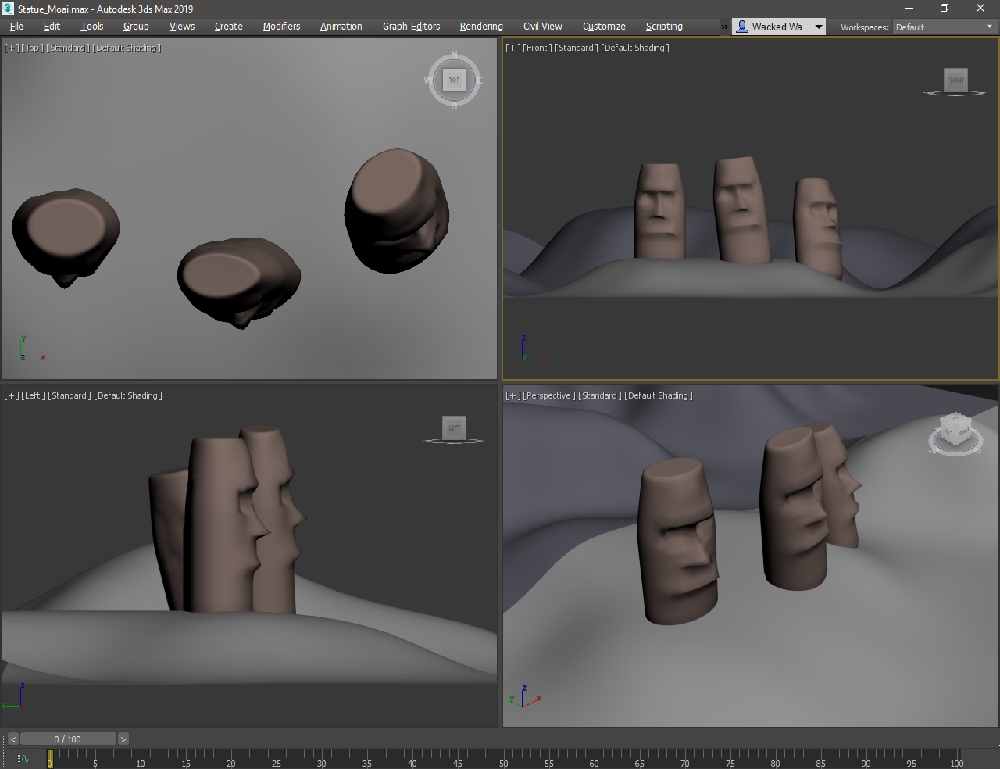 Statue_Moai.max - Autodesk 3ds Max 2019
File Edit Tools Group Views Create Modifiers Animation Graph Editors Rendering Civil View Customize Scripting » Wacked Wa Workspaces: Default
[+] [Top] [Standard] [Default Shading]
N
W TOP E
S
[+] [Front] [Standard] [Default Shading]
FRONT
y
z x
z
y x
[+] [Left] [Standard] [Default Shading]
LEFT
[+] [Perspective] [Standard] [Default Shading]
z
z
y x
< 0 / 100 >
0 5 10 15 20 25 30 35 40 45 50 55 60 65 70 75 80 85 90 95 100